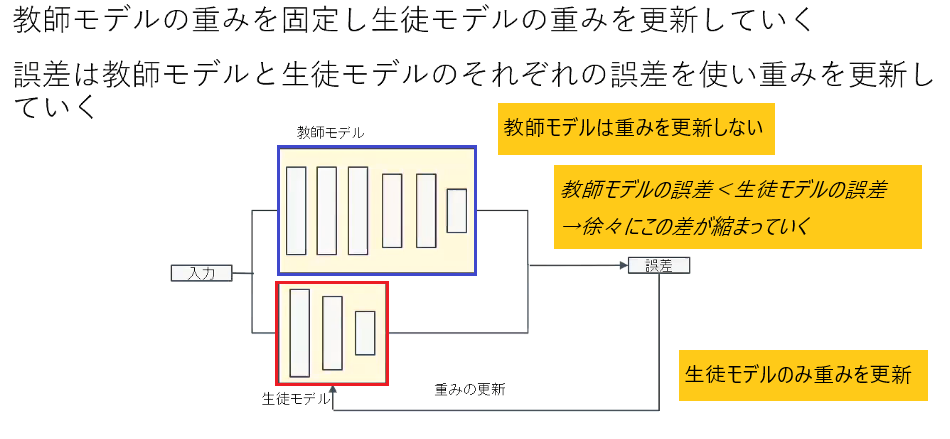 教師モデルの重みを固定し生徒モデルの重みを更新していく
誤差は教師モデルと生徒モデルのそれぞれの誤差を使い重みを更新し
ていく
教師モデル
教師モデルは重みを更新しない
教師モデルの誤差＜生徒モデルの誤差
→徐々にこの差が縮まっていく
入力
誤差
生徒モデル
重みの更新
生徒モデルのみ重みを更新